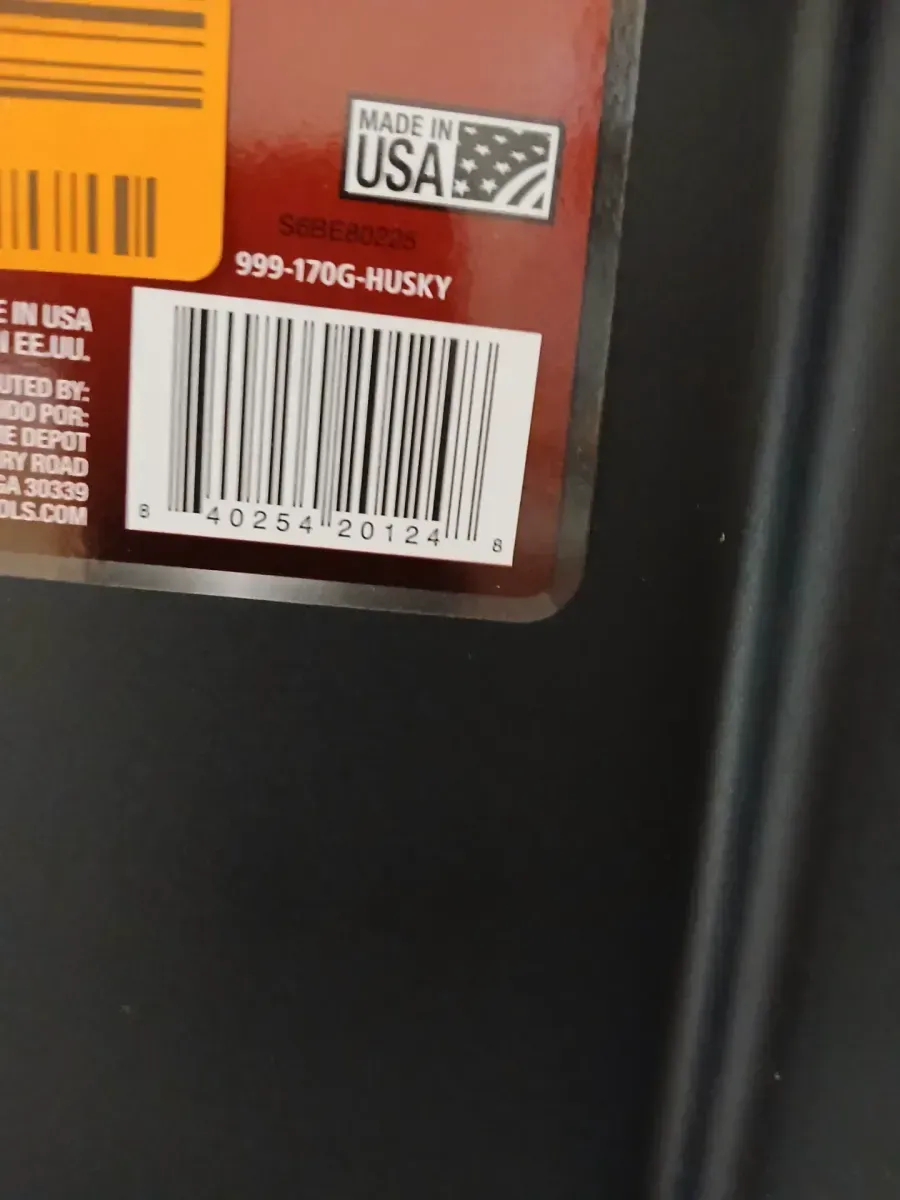 MADE IN
USA
S6BE80225
999-170G-HUSKY
E IN USA
N EE.UU.
UTED BY:
IDO POR:
E DEPOT
RY ROAD
GA 30339
OLS.COM
8 40254 20124 8